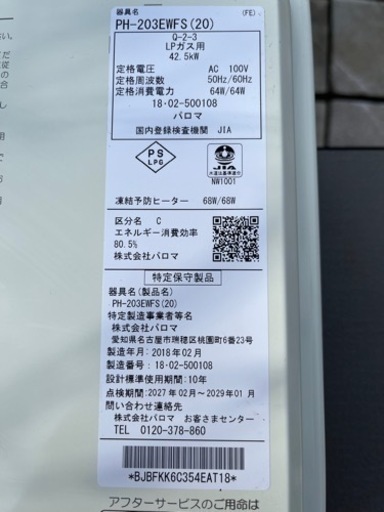 器具名
(FE)
PH-203EWFS(20)
Q-2-3
LPガス用
42.5kW
定格電圧 AC 100V
定格周波数 50Hz/60Hz
定格消費電力 64W/64W
18・02-500108
パロマ
国内登録検査機関 JIA
PS
LPG
JIA
NW1001
凍結予防ヒーター 68W/68W
区分名 C
エネルギー消費効率
80.5%
株式会社パロマ
特定保守製品
器具名(製品名)
PH-203EWFS(20)
特定製造事業者等名
株式会社パロマ
愛知県名古屋市瑞穂区桃園町6番23号
製造年月:2018年02月
製造番号:18・02-500108
設計標準使用期間:10年
点検期間:2027年02月~2029年01月
問い合わせ連絡先
株式会社パロマ お客さまセンター
TEL 0120-378-860
*BJBFKK6C354EAT18*
アフターサービスのご用命は